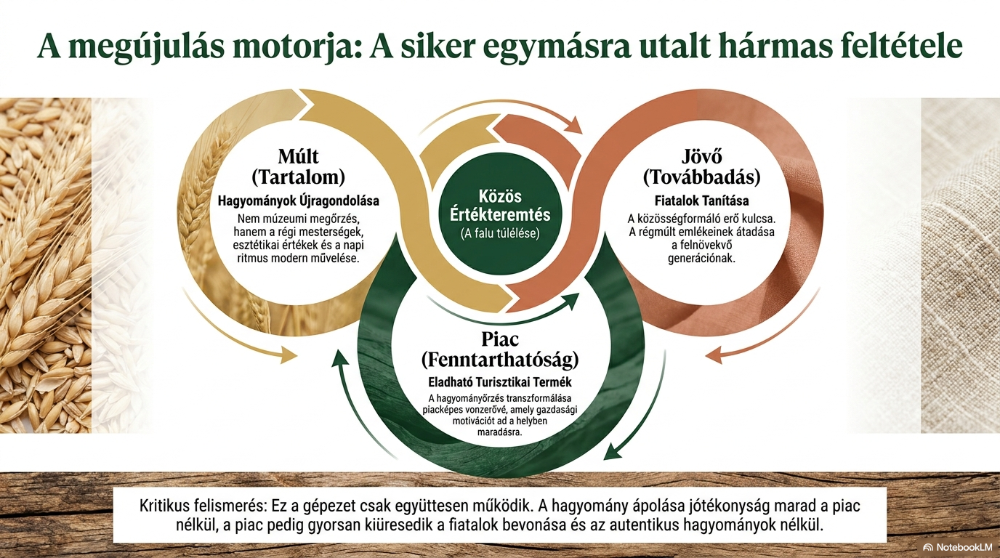 A megújulás motorja: A siker egymásra utalt hármas feltétele
Múlt
(Tartalom)
Hagyományok Újragondolása
Nem múzeumi megőrzés,
hanem a régi mesterségek,
esztétikai értékek és a napi
ritmus modern művelése.
Közös
Értékteremtés
(A falu túlélése)
Jövő
(Továbbadás)
Fiatalok Tanítása
A közösségformáló erő kulcsa.
A régmúlt emlékeinek átadása
a felnövekvő
generációnak.
Piac
(Fenntarthatóság)
Eladható Turisztikai Termék
A hagyományőrzés transzformálása
piacképes vonzerővé, amely gazdasági
motivációt ad a helyben
maradásra.
Kritikus felismerés: Ez a gépezet csak együttesen működik. A hagyomány ápolása jótékonyság marad a piac
nélkül, a piac pedig gyorsan kiüresedik a fiatalok bevonása és az autentikus hagyományok nélkül.
NotebookLM